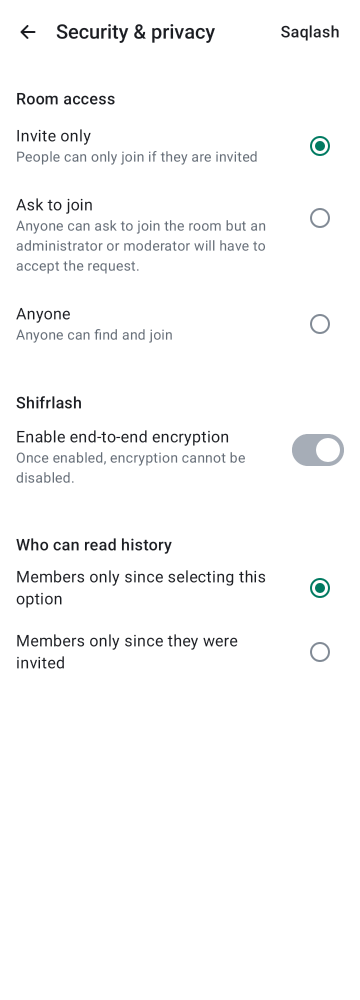 Security & privacy
Saqlash
Room access
Invite only
People can only join if they are invited
Ask to join
Anyone can ask to join the room but an
administrator or moderator will have to
accept the request.
Anyone
Anyone can find and join
Shifrlash
Enable end-to-end encryption
Once enabled, encryption cannot be
disabled.
Who can read history
Members only since selecting this
option
Members only since they were
invited